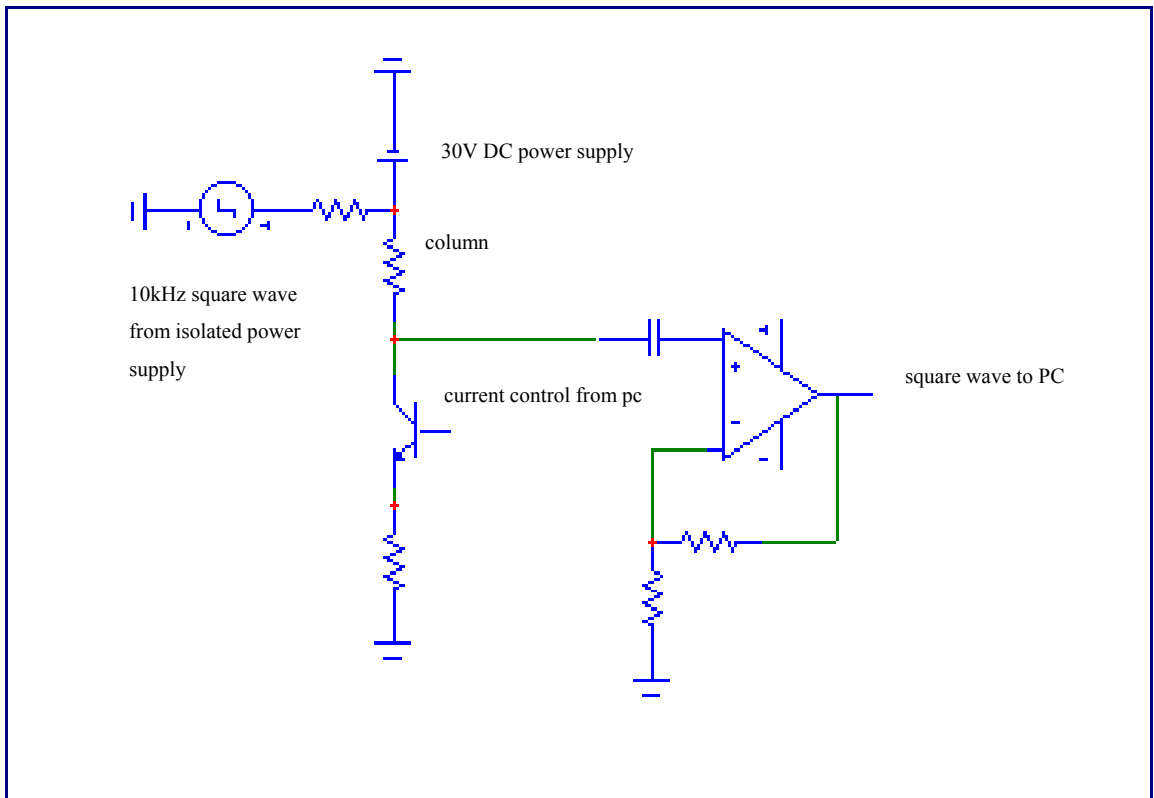 30V DC power supply
column
10kHz square wave
from isolated power
supply
current control from pc
square wave to PC